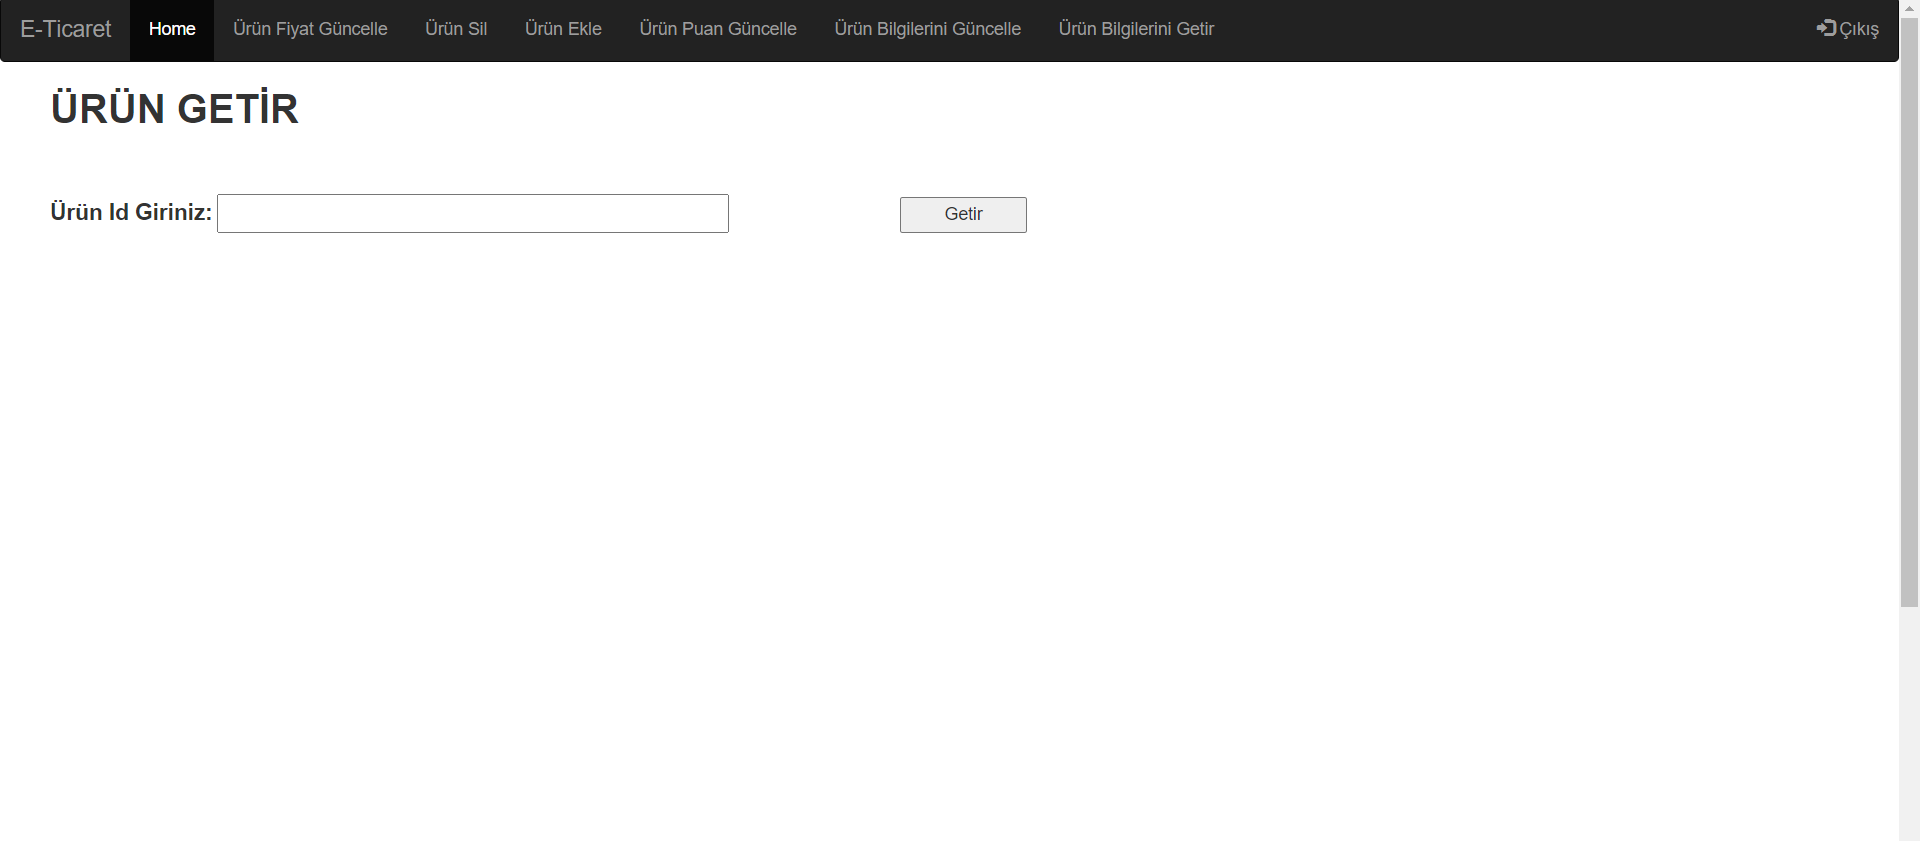 E-Ticaret Home Ürün Fiyat Güncelle Ürün Sil Ürün Ekle Ürün Puan Güncelle Ürün Bilgilerini Güncelle Ürün Bilgilerini Getir Çıkış
ÜRÜN GETİR
Ürün Id Giriniz: Getir